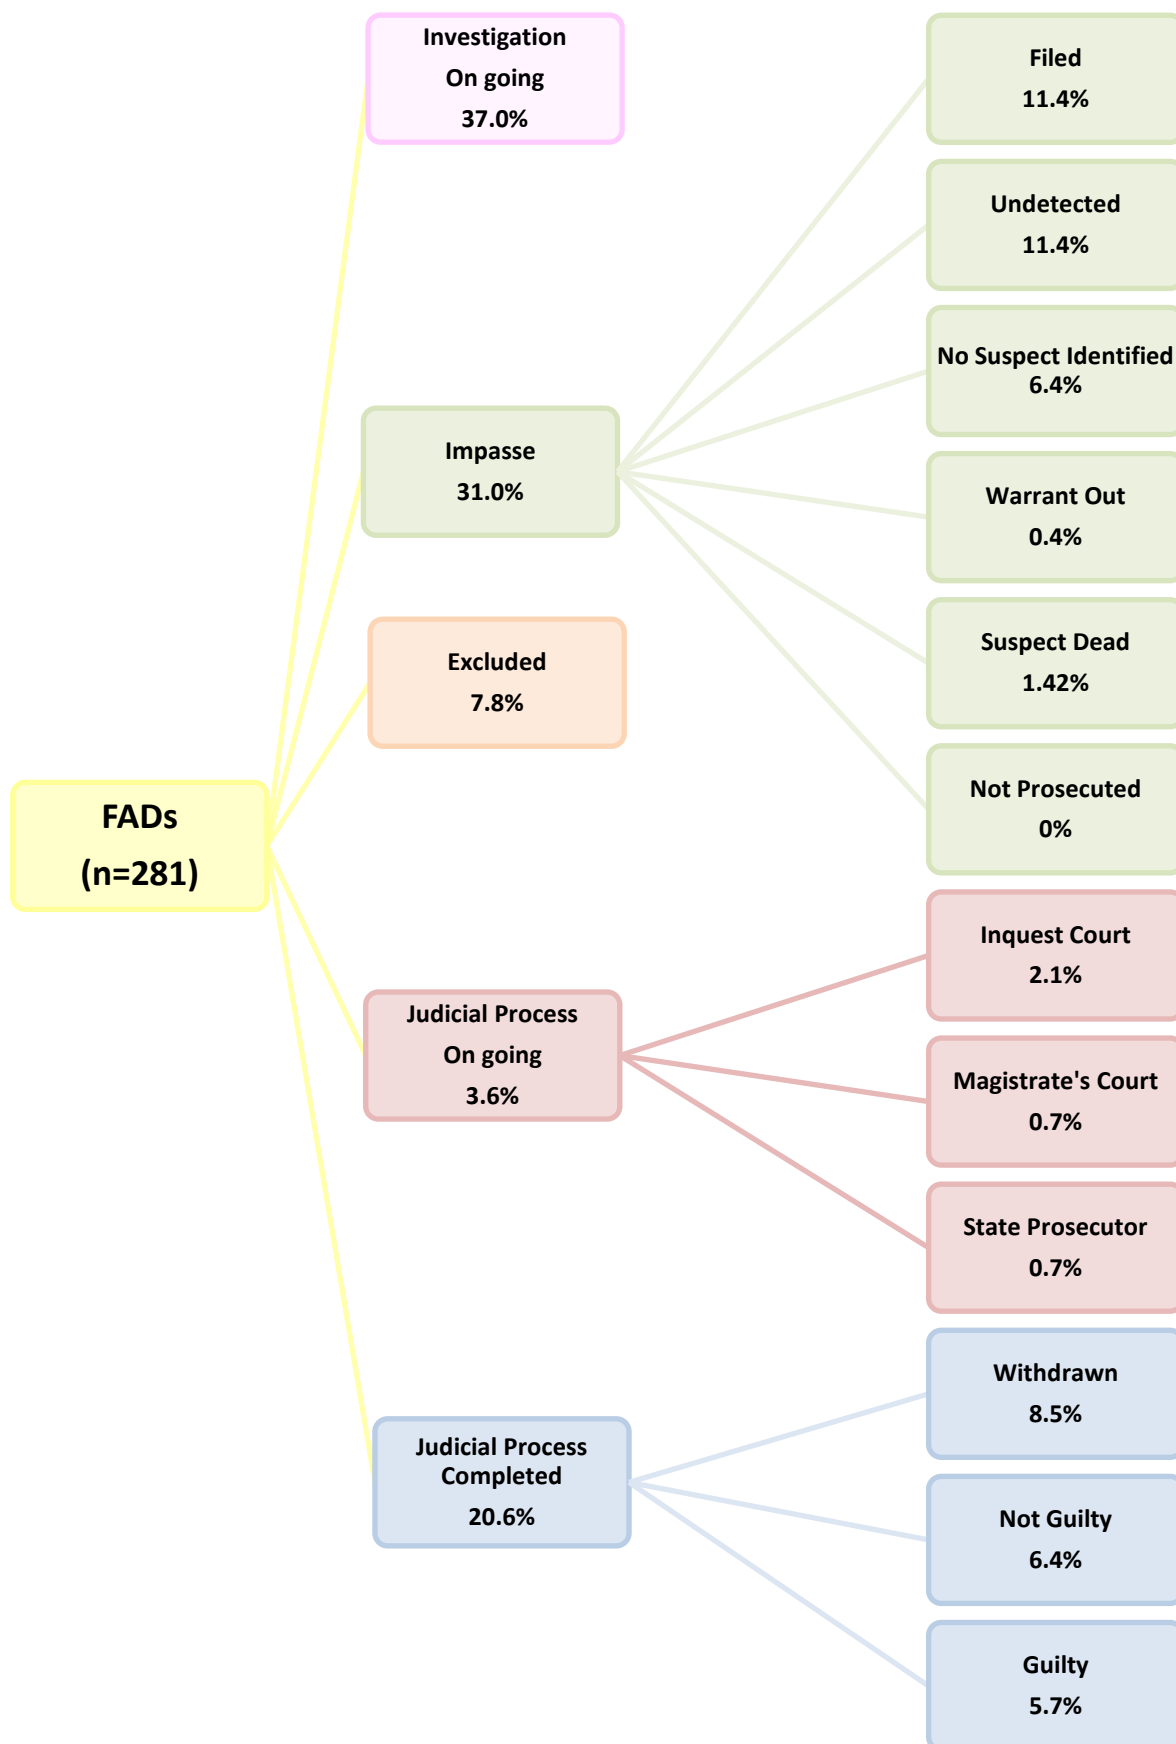 FADs
(n=281)
Investigation
On going
37.0%
Impasse
31.0%
Excluded
7.8%
Judicial Process
On going
3.6%
Judicial Process
Completed
20.6%
Filed
11.4%
Undetected
11.4%
No Suspect Identified
6.4%
Warrant Out
0.4%
Suspect Dead
1.42%
Not Prosecuted
0%
Inquest Court
2.1%
Magistrate's Court
0.7%
State Prosecutor
0.7%
Withdrawn
8.5%
Not Guilty
6.4%
Guilty
5.7%